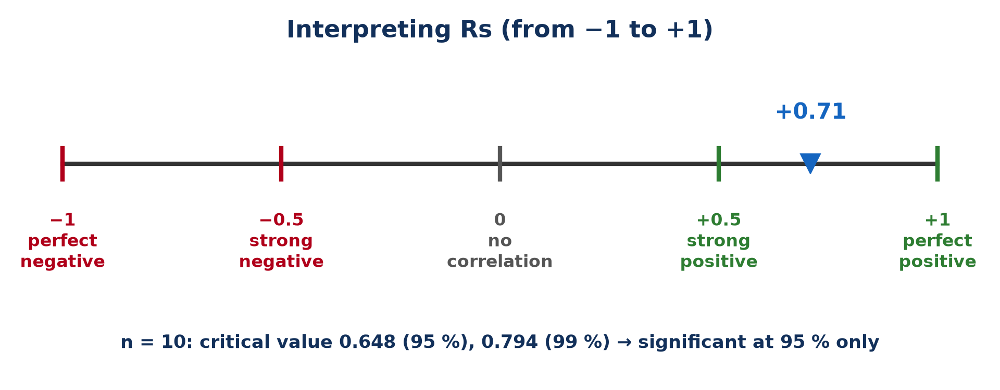 Interpreting Rs (from −1 to +1)
+0.71
−1
perfect
negative
−0.5
strong
negative
0
no
correlation
+0.5
strong
positive
+1
perfect
positive
n = 10: critical value 0.648 (95 %), 0.794 (99 %) → significant at 95 % only